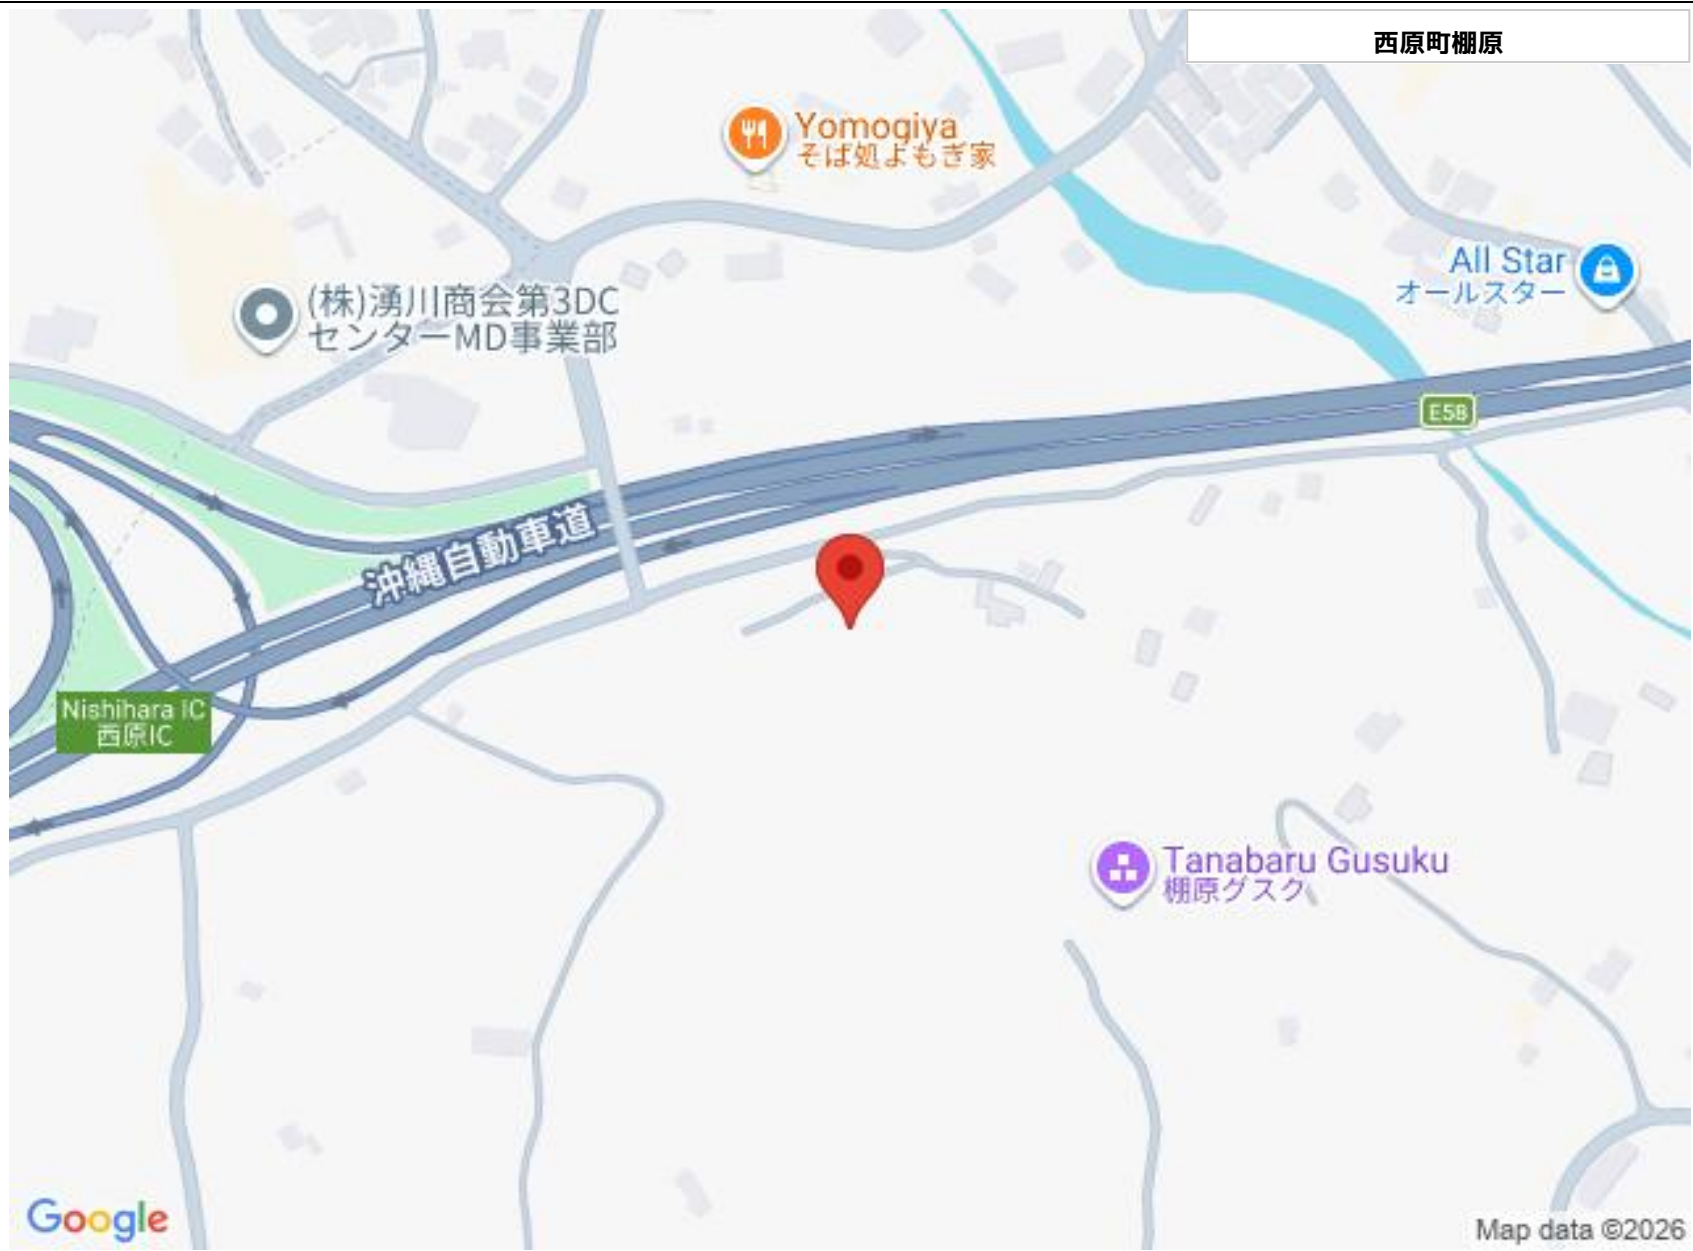 西原町棚原
Yomogiya
そば処よもぎ家
All Star
オールスター
(株)湧川商会第3DC
センターMD事業部
E58
沖縄自動車道
Nishihara IC
西原IC
Tanabaru Gusuku
棚原グスク
Google
Map data ©2026